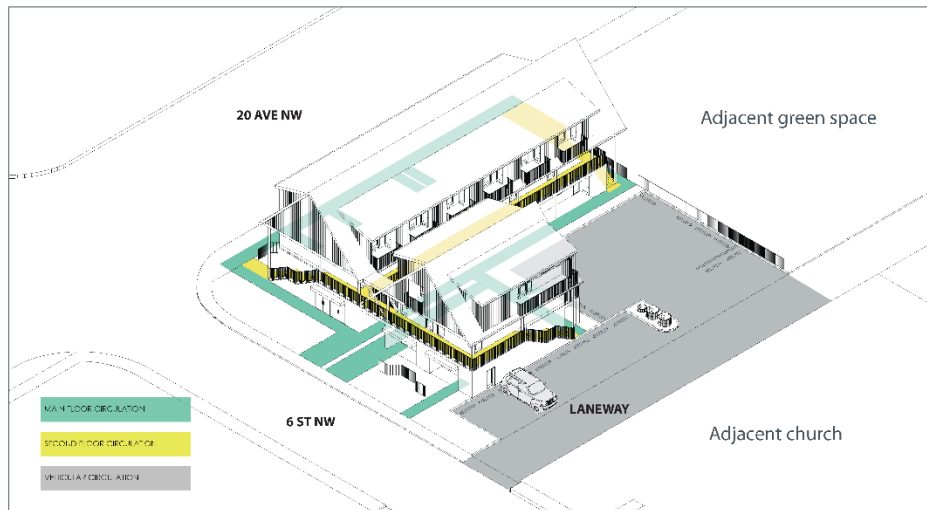 20 AVE NW
Adjacent green space
MAIN FLOOR CIRCULATION
SECOND FLOOR CIRCULATION
VEHICULAR CIRCULATION
6 ST NW
LANEWAY
Adjacent church